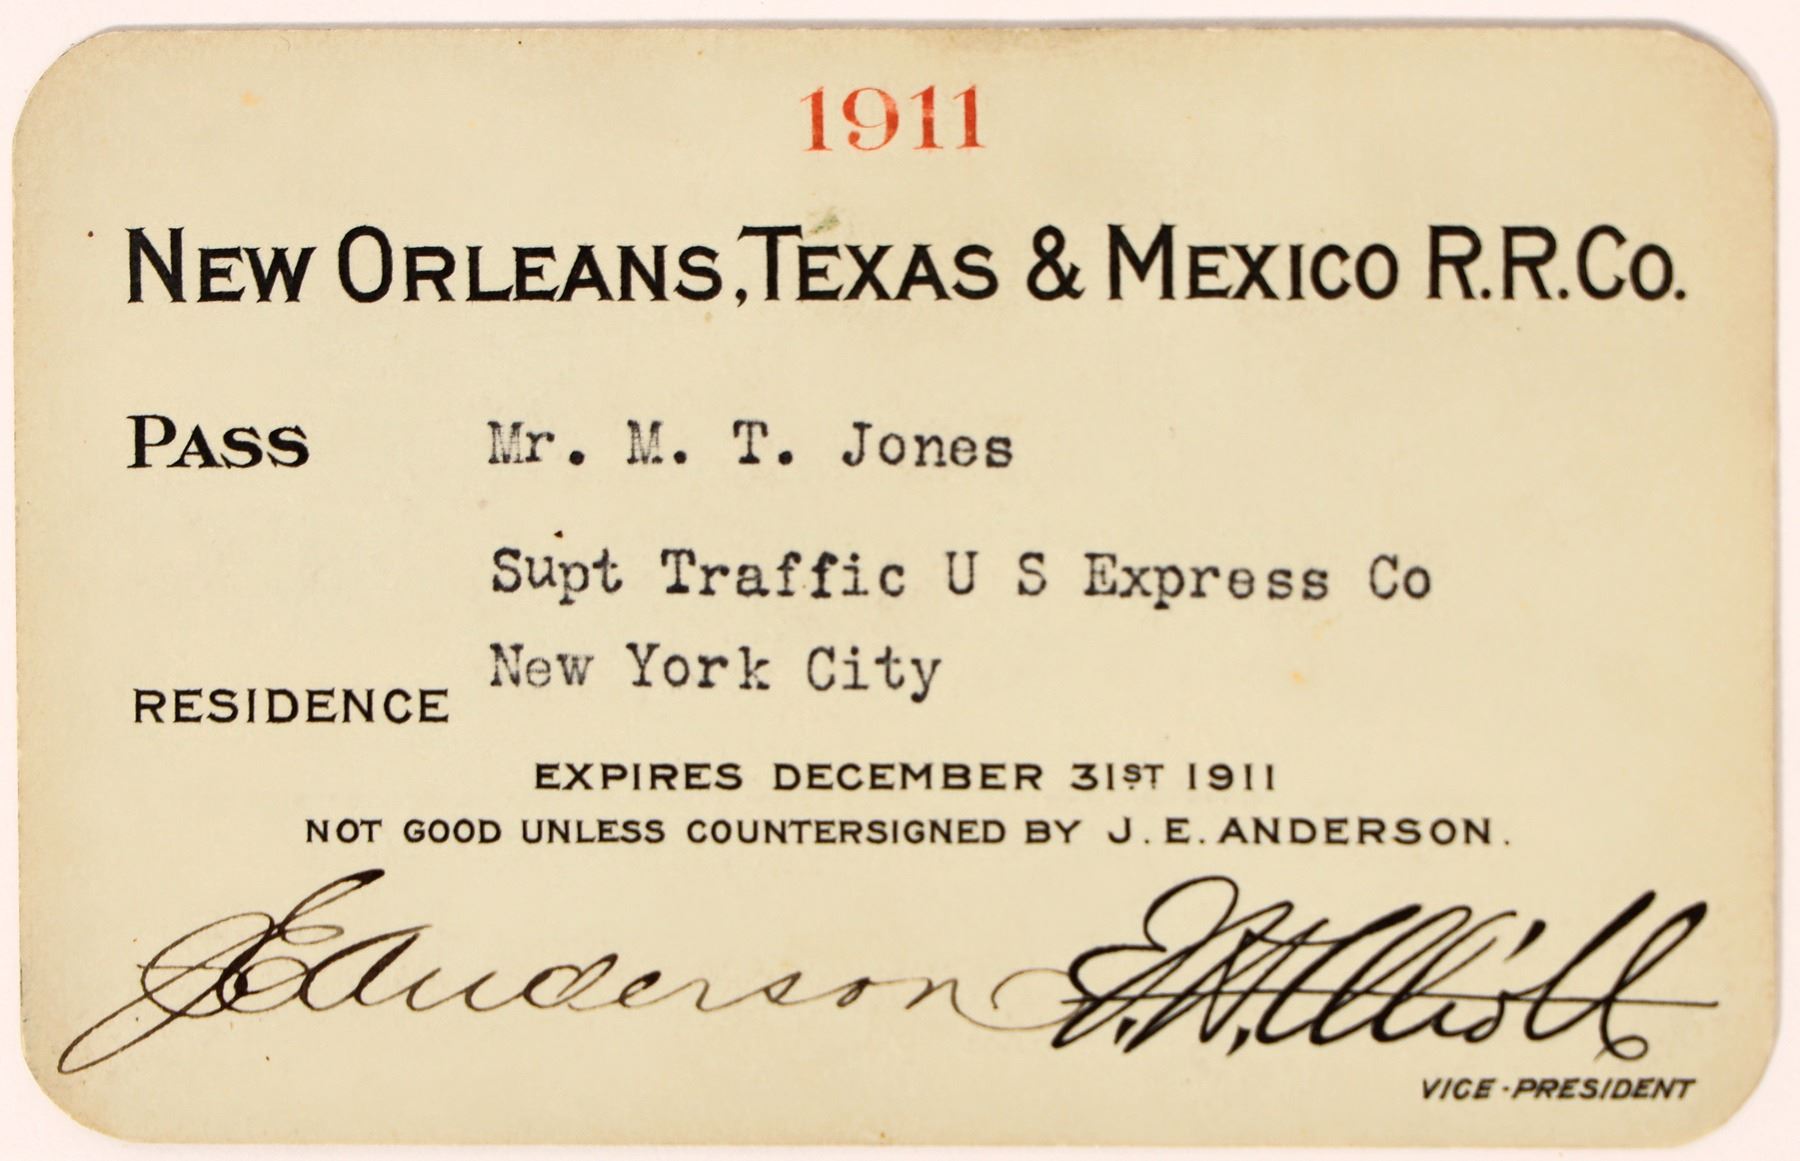 1911
NEW ORLEANS, TEXAS & MEXICO R.R.CO.
PASS Mr. M. T. Jones
Supt Traffic U S Express Co
New York City
RESIDENCE
EXPIRES DECEMBER 31ST 1911
NOT GOOD UNLESS COUNTERSIGNED BY J. E. ANDERSON.
J E Anderson
VICE-PRESIDENT